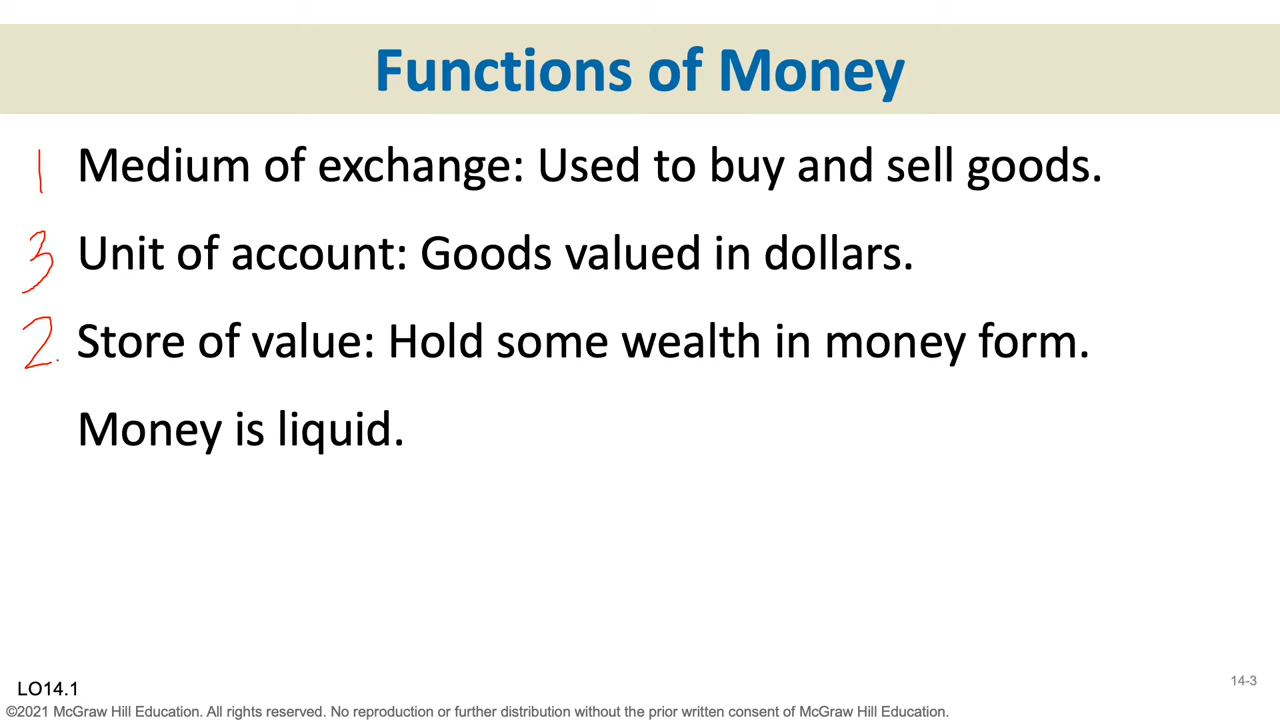 Functions of Money
1 Medium of exchange: Used to buy and sell goods.
3 Unit of account: Goods valued in dollars.
2. Store of value: Hold some wealth in money form.
Money is liquid.
LO14.1
14-3
©2021 McGraw Hill Education. All rights reserved. No reproduction or further distribution without the prior written consent of McGraw Hill Education.